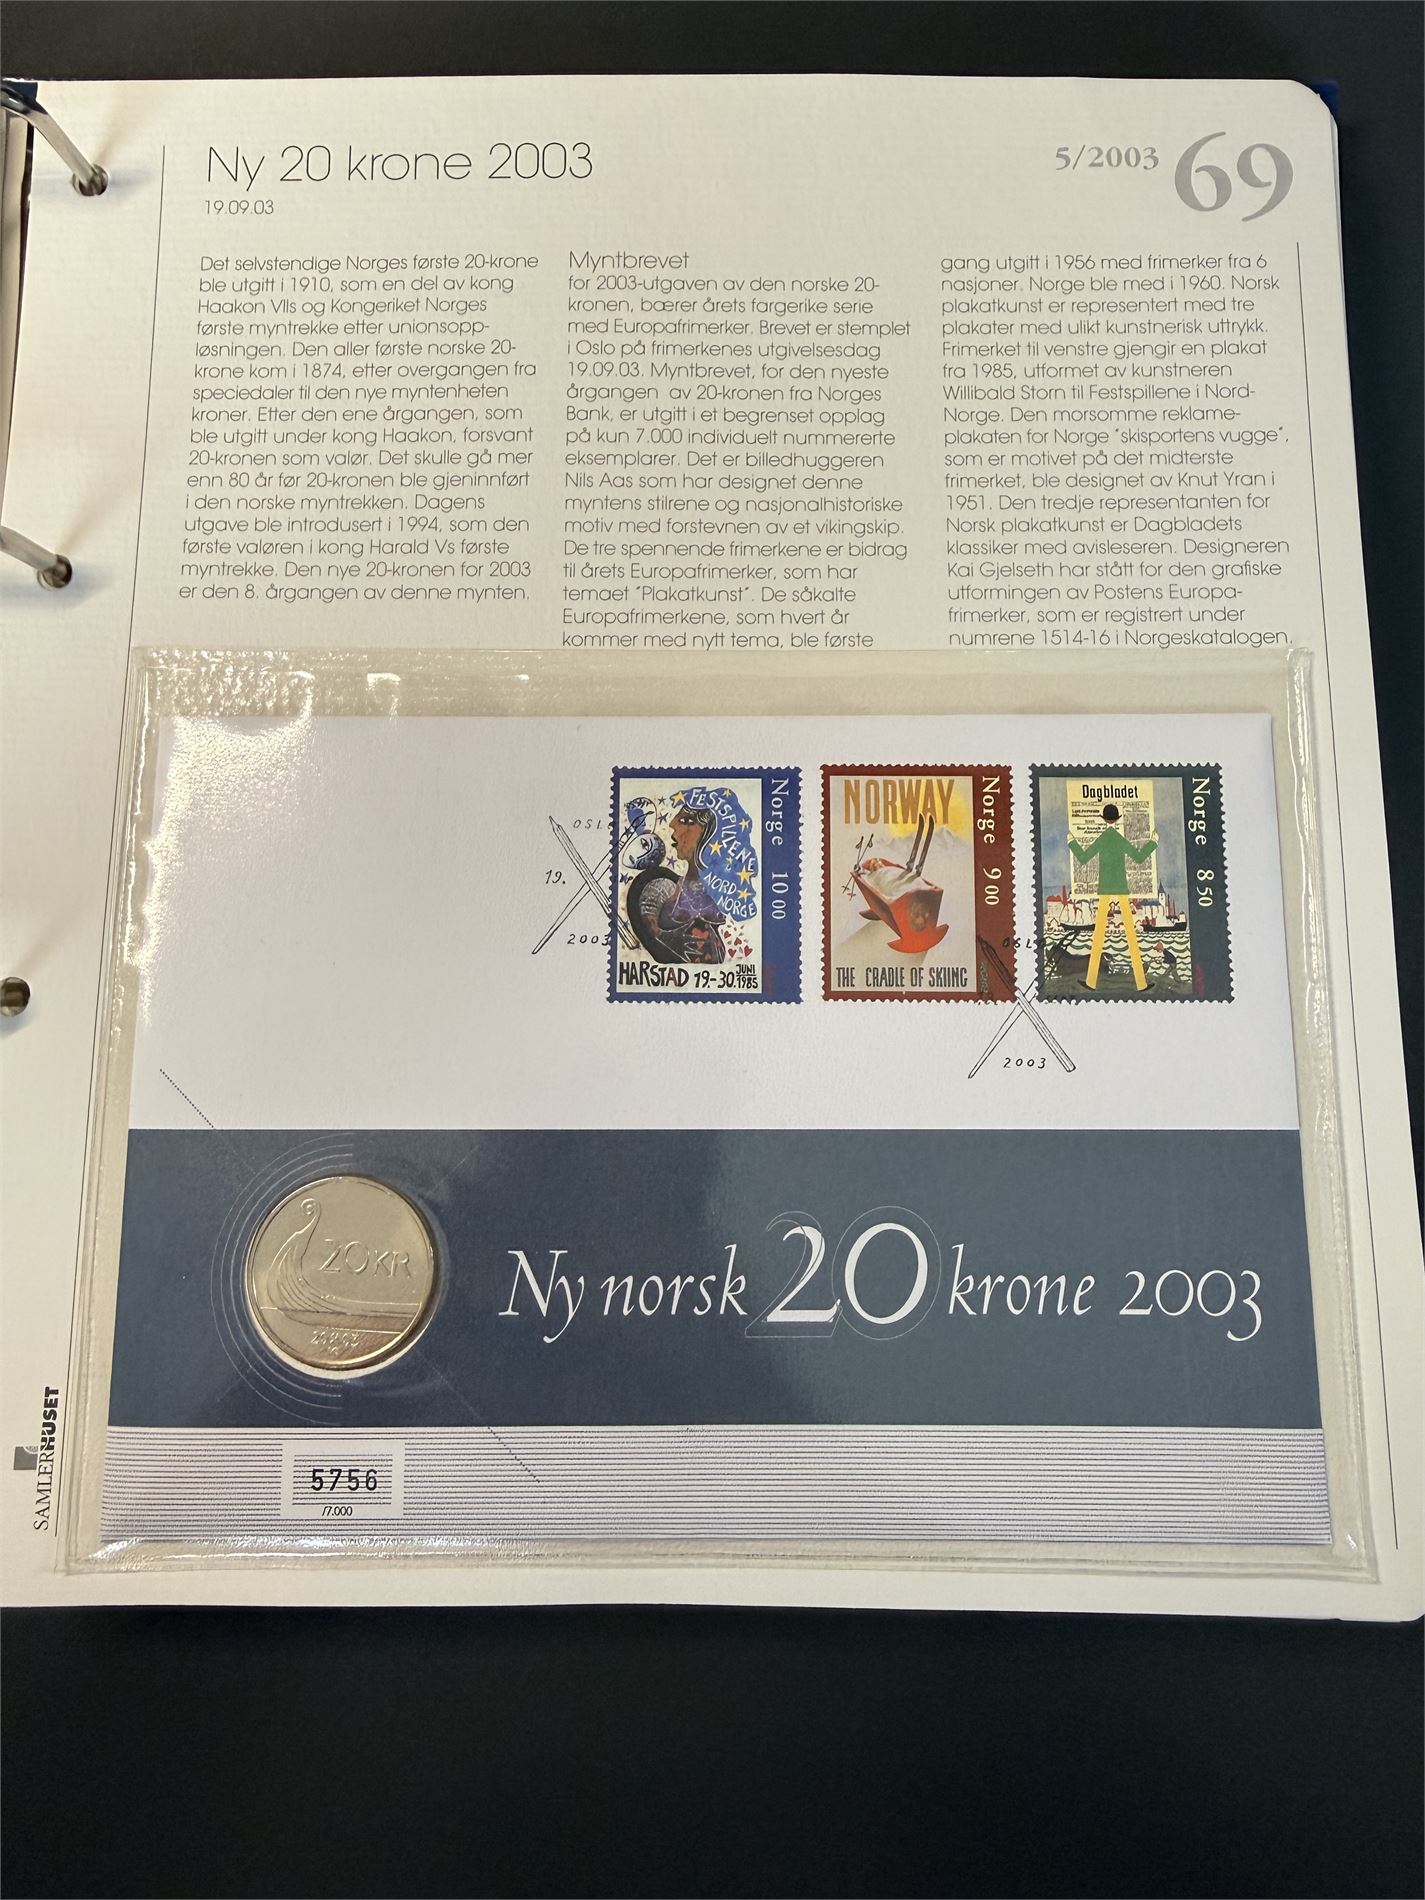 Ny 20 krone 2003
19.09.03
5/2003 69
Det selvstendige Norges første 20-krone
ble utgitt i 1910, som en del av kong
Haakon VIIs og Kongeriket Norges
første myntrekke etter unionsopp-
løsningen. Den aller første norske 20-
krone kom i 1874, etter overgangen fra
speciedaler til den nye myntenheten
kroner. Etter den ene årgangen, som
ble utgitt under kong Haakon, forsvant
20-kronen som valør. Det skulle gå mer
enn 80 år før 20-kronen ble gjeninnført
i den norske myntrekken. Dagens
utgave ble introdusert i 1994, som den
første valøren i kong Harald Vs første
myntrekke. Den nye 20-kronen for 2003
er den 8. årgangen av denne mynten.
Myntbrevet
for 2003-utgaven av den norske 20-
kronen, bærer årets fargerike serie
med Europafrimerker. Brevet er stemplet
i Oslo på frimerkenes utgivelsesdag
19.09.03. Myntbrevet, for den nyeste
årgangen av 20-kronen fra Norges
Bank, er utgitt i et begrenset opplag
på kun 7.000 individuelt nummererte
eksemplarer. Det er billedhuggeren
Nils Aas som har designet denne
myntens stilrene og nasjonalhistoriske
motiv med forstevnen av et vikingskip.
De tre spennende frimerkene er bidrag
til årets Europafrimerker, som har
temaet "Plakatkunst". De såkalte
Europafrimerkene, som hvert år
kommer med nytt tema, ble første
gang utgitt i 1956 med frimerker fra 6
nasjoner. Norge ble med i 1960. Norsk
plakatkunst er representert med tre
plakater med ulikt kunstnerisk uttrykk.
Frimerket til venstre gjengir en plakat
fra 1985, utformet av kunstneren
Willibald Storn til Festspillene i Nord-
Norge. Den morsomme reklame-
plakaten for Norge "skisportens vugge",
som er motivet på det midterste
frimerket, ble designet av Knut Yran i
1951. Den tredje representanten for
Norsk plakatkunst er Dagbladets
klassiker med avisleseren. Designeren
Kai Gjelseth har stått for den grafiske
utformingen av Postens Europa-
frimerker, som er registrert under
numrene 1514-16 i Norgeskatalogen.
OSL
19.
2003
FESTSPILLENE
NORD
NORGE
HARSTAD 19.-30. JUNI 1985
Norge 10 00
NORWAY
THE CRADLE OF SKIING
Norge 9 00
Dagbladet
Norge 8 50
OSLO
2003
20 KR
2003
Ny norsk 20 krone 2003
5756
/7.000
SAMLERHUSET